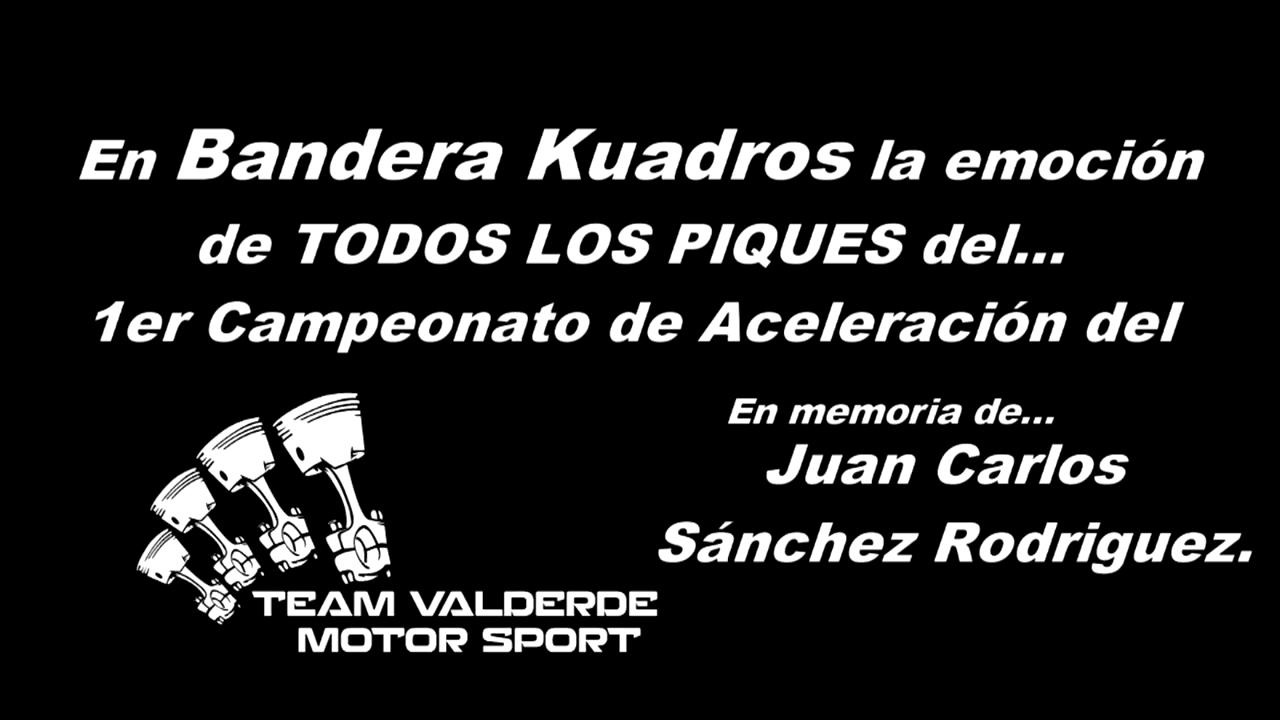 En Bandera Kuadros la emoción
de TODOS LOS PIQUES del...
1er Campeonato de Aceleración del
En memoria de...
Juan Carlos
Sánchez Rodriguez.
TEAM VALDERDE
MOTOR SPORT